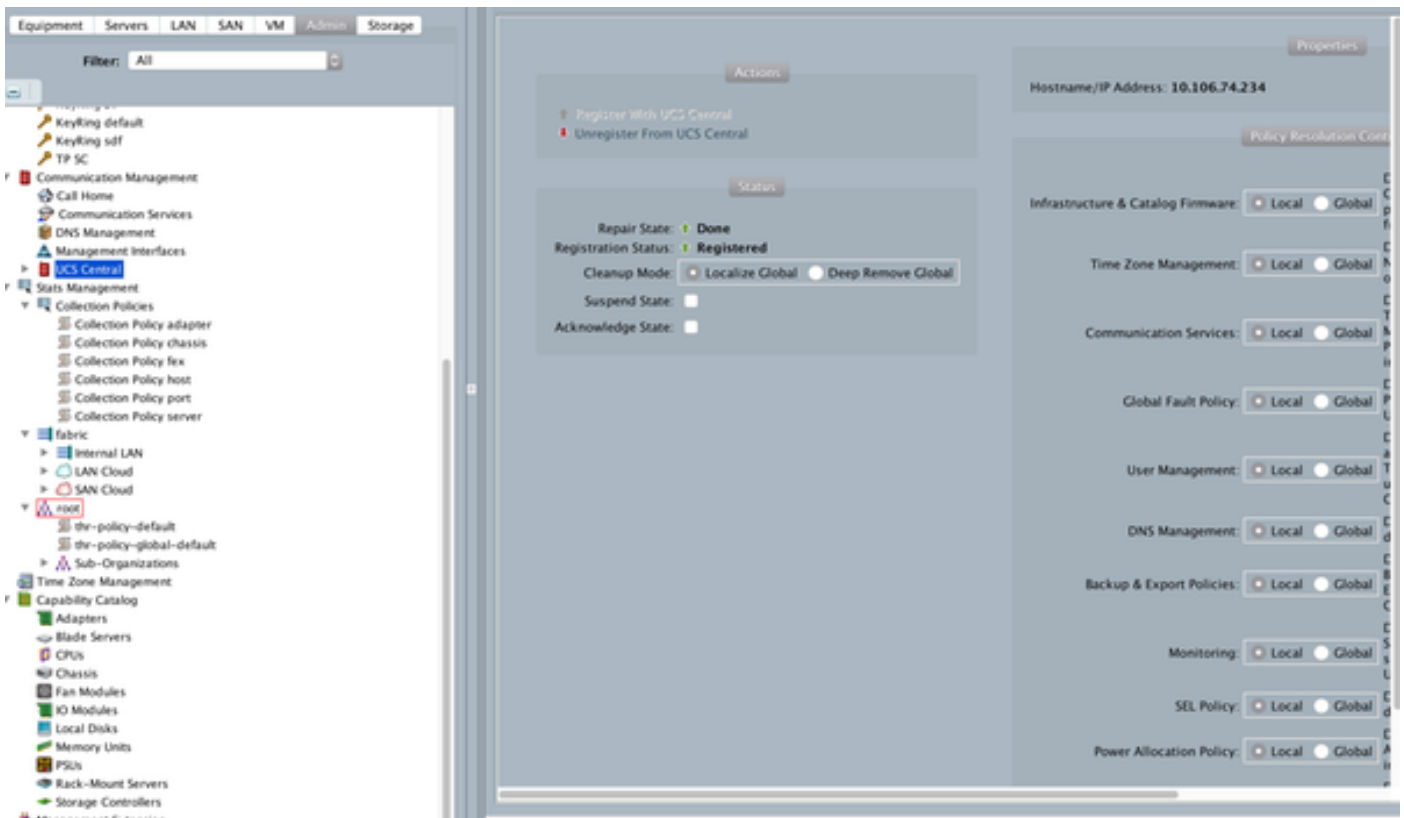 Equipment Servers LAN SAN VM Admin Storage
Filter: All
KeyRing default
KeyRing sdf
TP SC
Communication Management
Call Home
Communication Services
DNS Management
Management Interfaces
UCS Central
Stats Management
Collection Policies
Collection Policy adapter
Collection Policy chassis
Collection Policy fex
Collection Policy host
Collection Policy port
Collection Policy server
fabric
Internal LAN
LAN Cloud
SAN Cloud
root
thr-policy-default
thr-policy-global-default
Sub-Organizations
Time Zone Management
Capability Catalog
Adapters
Blade Servers
CPUs
Chassis
Fan Modules
IO Modules
Local Disks
Memory Units
PSUs
Rack-Mount Servers
Storage Controllers
Actions
Register With UCS Central
Unregister From UCS Central
Status
Repair State: Done
Registration Status: Registered
Cleanup Mode: Localize Global Deep Remove Global
Suspend State:
Acknowledge State:
Properties
Hostname/IP Address: 10.106.74.234
Policy Resolution Cont
Infrastructure & Catalog Firmware: Local Global
Time Zone Management: Local Global
Communication Services: Local Global
Global Fault Policy: Local Global
User Management: Local Global
DNS Management: Local Global
Backup & Export Policies: Local Global
Monitoring: Local Global
SEL Policy: Local Global
Power Allocation Policy: Local Global